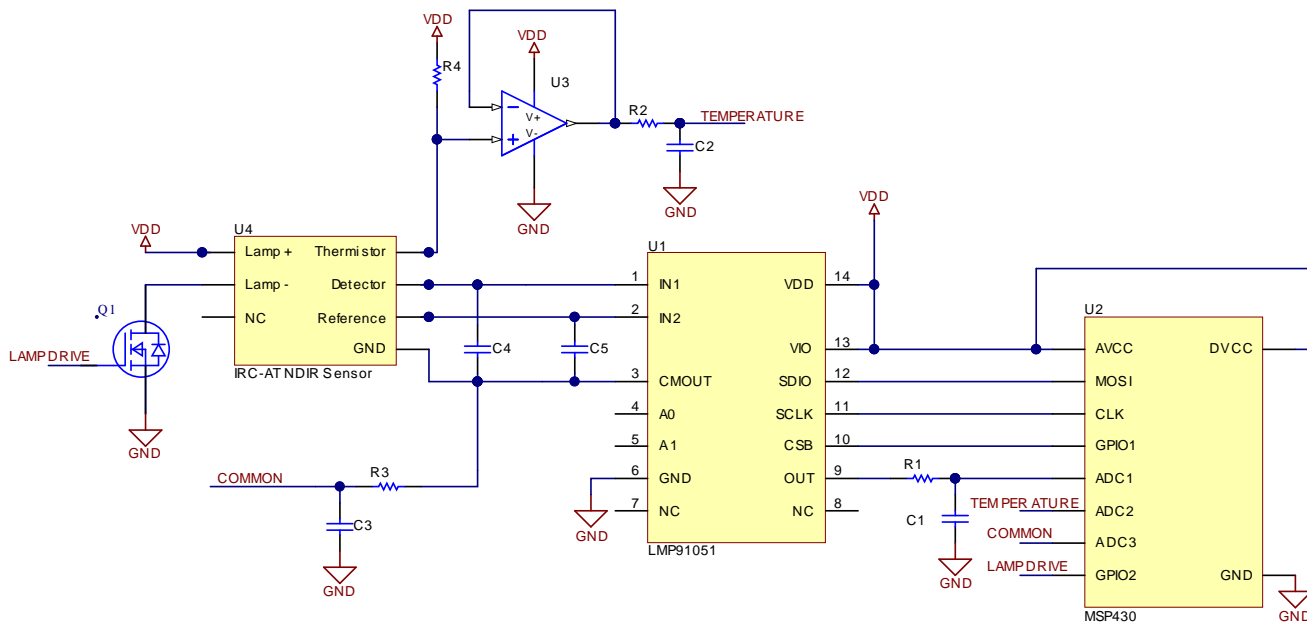 VDD
VDD
R4
U3
V+
V-
R2
TEMPERATURE
C2
GND
GND
VDD
U4
Lamp+
Thermistor
Lamp-
Detector
NC
Reference
GND
IRC-AT NDIR Sensor
Q1
LAMPDRIVE
GND
C4
C5
COMMON
R3
C3
GND
VDD
U1
1 IN1 VDD 14
2 IN2
VIO 13
3 CMOUT SDIO 12
4 A0 SCLK 11
5 A1 CSB 10
6 GND OUT 9
7 NC NC 8
LMP91051
GND
R1
C1
GND
U2
AVCC DVCC
MOSI
CLK
GPIO1
ADC1
TEMPERATURE ADC2
COMMON ADC3
LAMPDRIVE GPIO2 GND
MSP430
GND